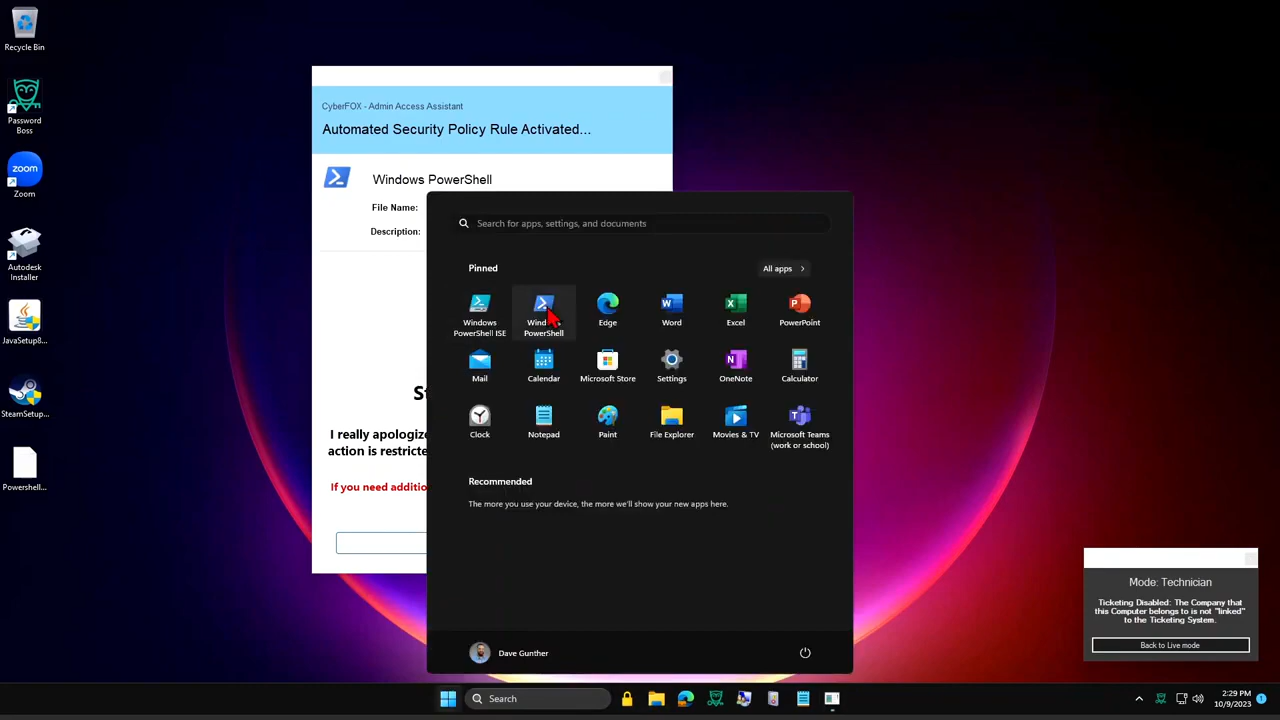 Recycle Bin
Password
Boss
Zoom
Autodesk
Installer
JavaSetup8...
SteamSetup...
Powershell...
CyberFOX - Admin Access Assistant
Automated Security Policy Rule Activated...
Windows PowerShell
File Name:
Description:
I really apologize
action is restricte
If you need additio
Search for apps, settings, and documents
Pinned
All apps
Windows
PowerShell ISE
PowerShell
Edge
Word
Excel
PowerPoint
Mail
Calendar
Microsoft Store
Settings
OneNote
Calculator
Clock
Notepad
Paint
File Explorer
Movies & TV
Microsoft Teams
(work or school)
Recommended
The more you use your device, the more we'll show your new apps here.
Dave Gunther
Mode: Technician
Ticketing Disabled: The Company that
this Computer belongs to is not "linked"
to the Ticketing System.
Back to Live mode
Search
2:29 PM
10/9/2023